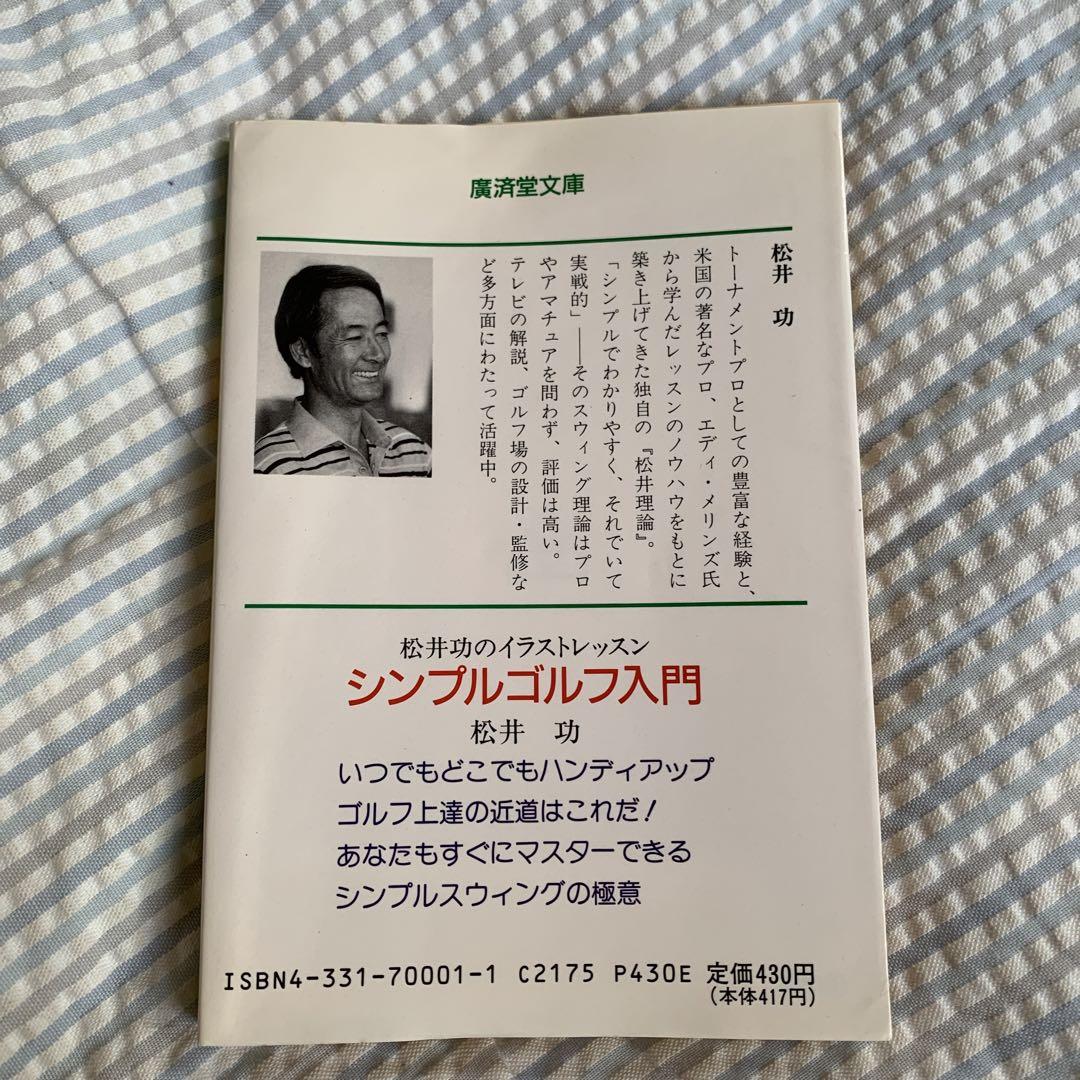 廣済堂文庫
松井 功
トーナメントプロとしての豊富な経験と、
米国の著名なプロ、エディ・メリンズ氏
から学んだレッスンのノウハウをもとに
築き上げてきた独自の『松井理論』。
「シンプルでわかりやすく、それでいて
実戦的」——そのスウィング理論はプロ
やアマチュアを問わず、評価は高い。
テレビの解説、ゴルフ場の設計・監修な
ど多方面にわたって活躍中。
松井功のイラストレッスン
シンプルゴルフ入門
松井 功
いつでもどこでもハンディアップ
ゴルフ上達の近道はこれだ!
あなたもすぐにマスターできる
シンプルスウィングの極意
ISBN4-331-70001-1 C2175 P430E 定価430円
(本体417円)